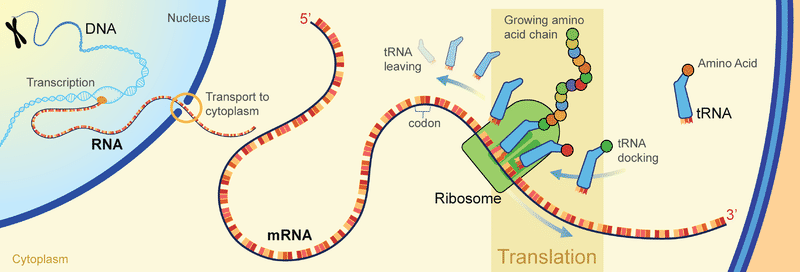 Nucleus
DNA
Transcription
RNA
Transport to
cytoplasm
Cytoplasm
5'
mRNA
codon
tRNA
leaving
Growing amino
acid chain
Ribosome
Translation
tRNA
docking
Amino Acid
tRNA
3'